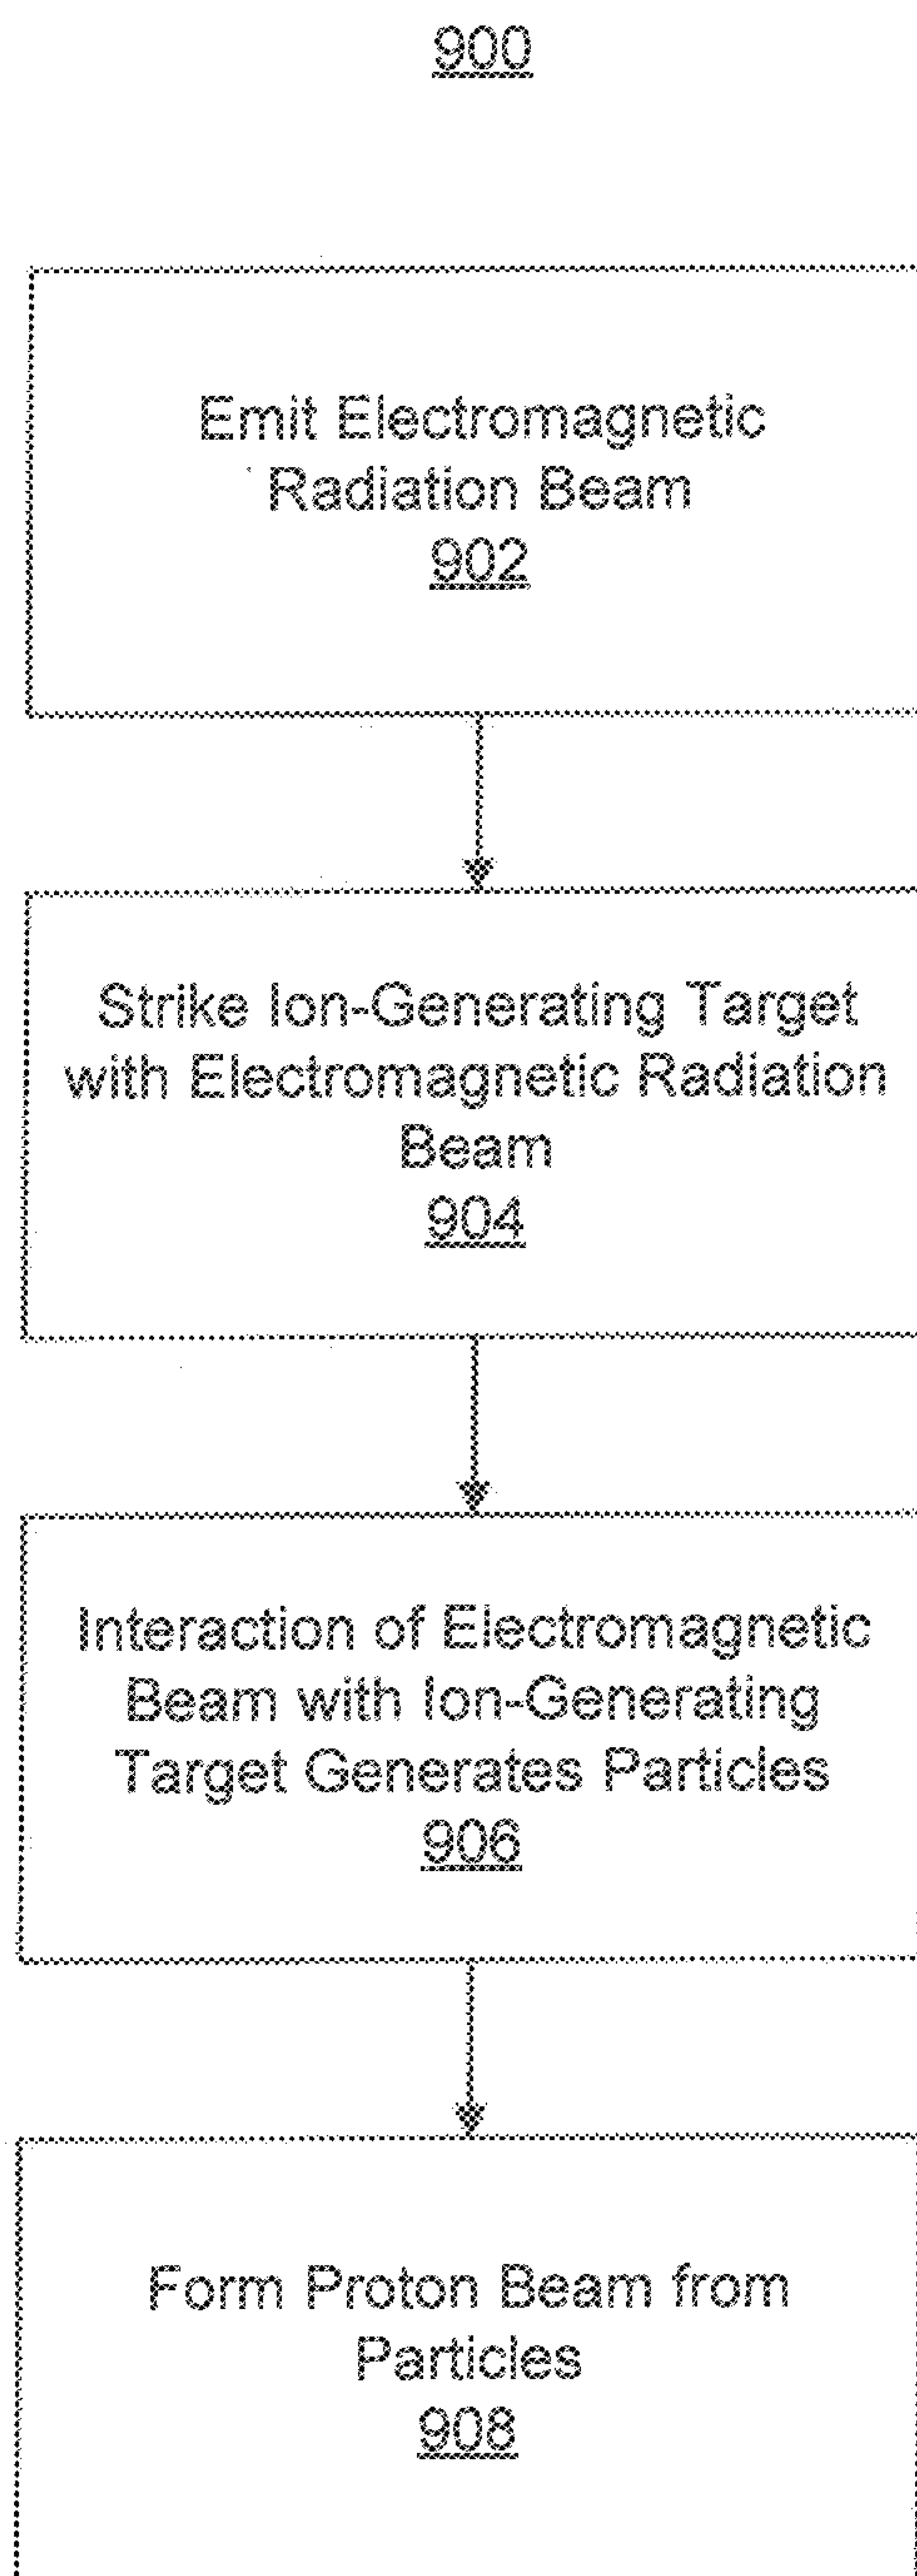 900
Emit Electromagnetic
Radiation Beam
902
Strike Ion-Generating Target
with Electromagnetic Radiation
Beam
904
Interaction of Electromagnetic
Beam with Ion-Generating
Target Generates Particles
906
Form Proton Beam from
Particles
908